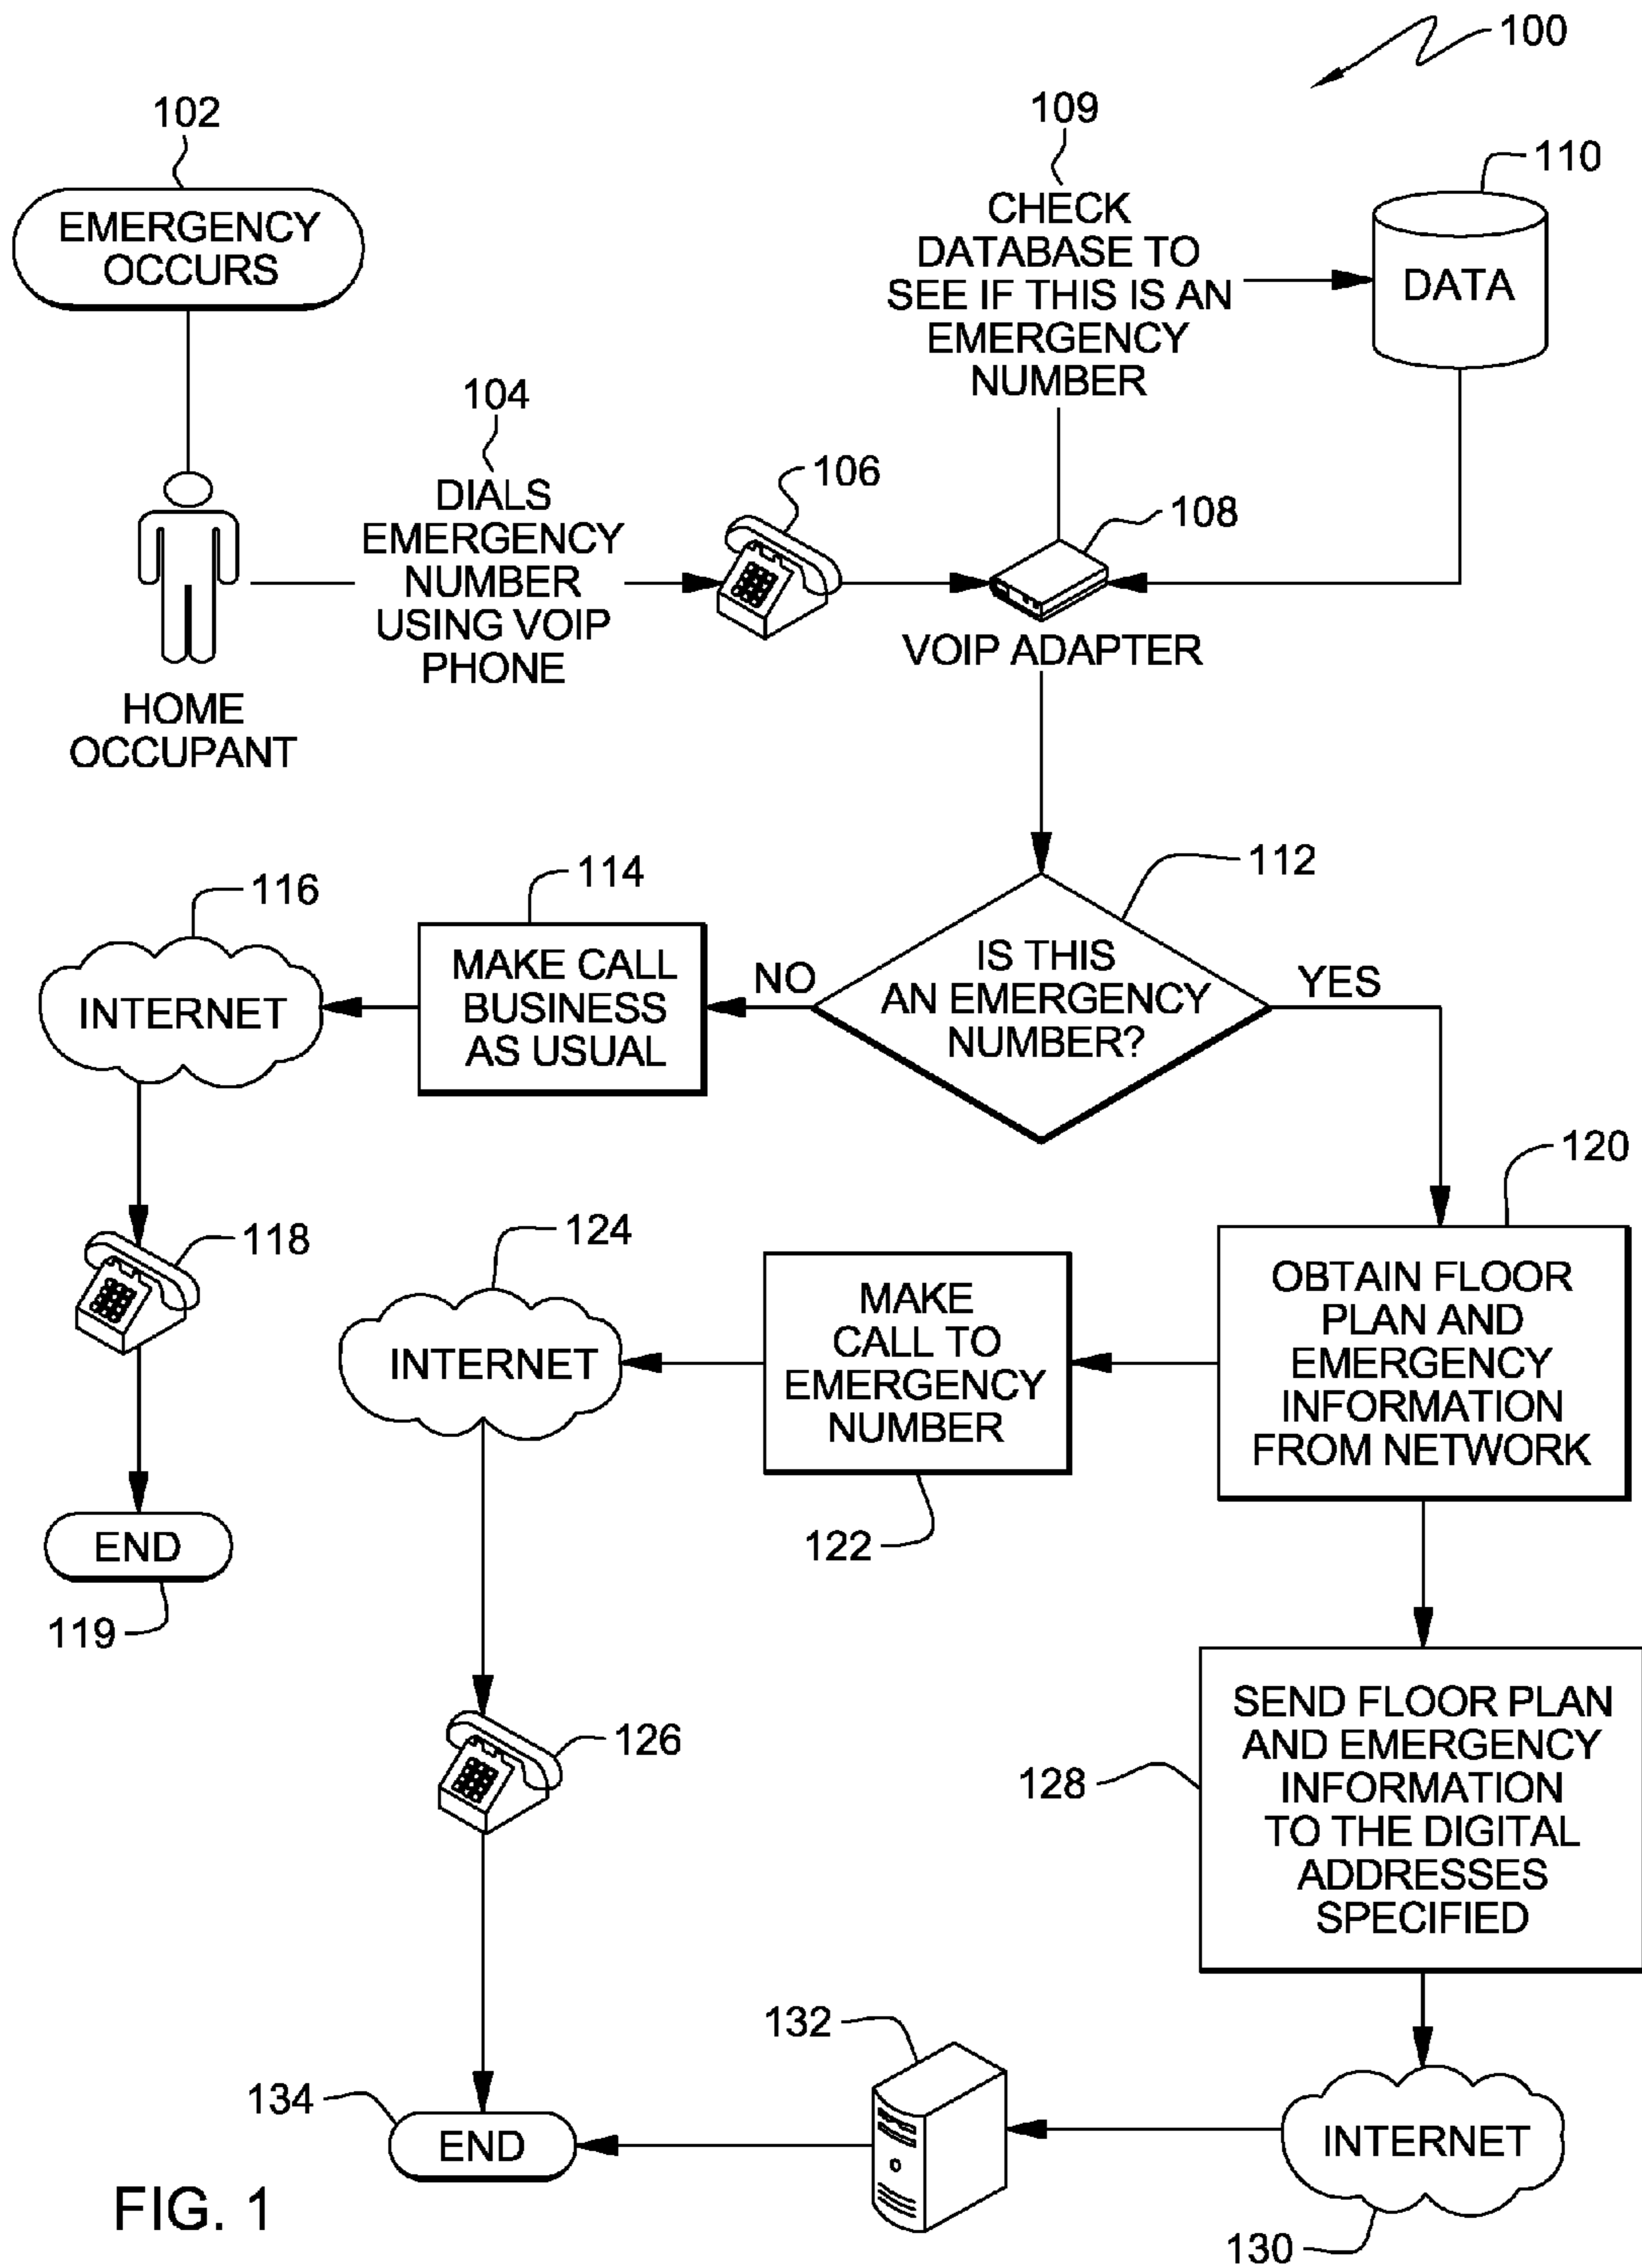 100
102
EMERGENCY
OCCURS
109
CHECK
DATABASE TO
SEE IF THIS IS AN
EMERGENCY
NUMBER
110
DATA
104
DIALS
EMERGENCY
NUMBER
USING VOIP
PHONE
106
108
VOIP ADAPTER
HOME
OCCUPANT
112
IS THIS
AN EMERGENCY
NUMBER?
NO
YES
114
MAKE CALL
BUSINESS
AS USUAL
116
INTERNET
118
END
119
120
OBTAIN FLOOR
PLAN AND
EMERGENCY
INFORMATION
FROM NETWORK
MAKE
CALL TO
EMERGENCY
NUMBER
122
124
INTERNET
126
128
SEND FLOOR PLAN
AND EMERGENCY
INFORMATION
TO THE DIGITAL
ADDRESSES
SPECIFIED
132
INTERNET
130
134
END
FIG. 1